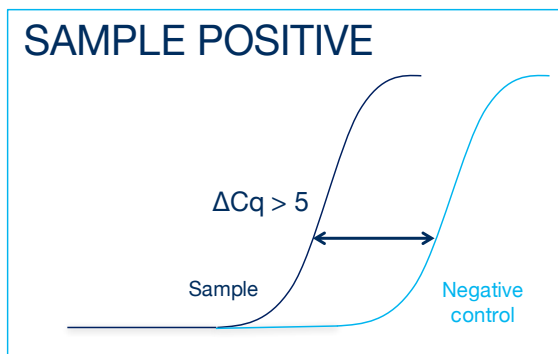 SAMPLE POSITIVE
ΔCq > 5
Sample
Negative
control